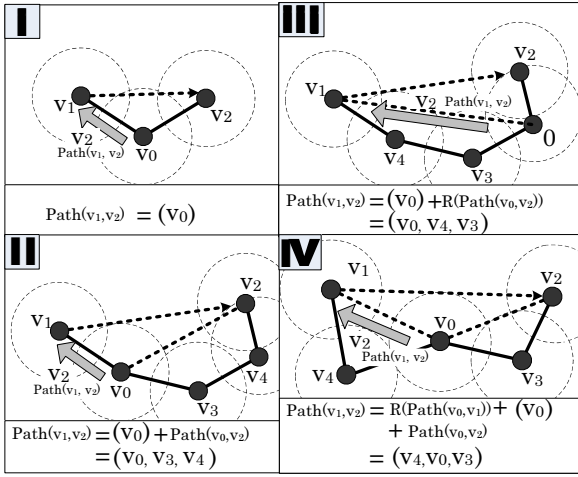 I
v1
v2
v2
Path(v1, v2)
v0
Path(v1,v2) = (v0)
II
v2
v1
v2
Path(v1, v2)
v0
v4
v3
Path(v1,v2) = (v0) + Path(v0,v2)
= (v0, v3, v4)
III
v2
v1
v2
Path(v1, v2)
0
v4
v3
Path(v1,v2) = (v0) + R(Path(v0,v2))
= (v0, v4, v3)
IV
v1
v2
v0
v2
Path(v1, v2)
v4
v3
Path(v1,v2) = R(Path(v0,v1)) + (v0)
+ Path(v0,v2)
= (v4,v0,v3)